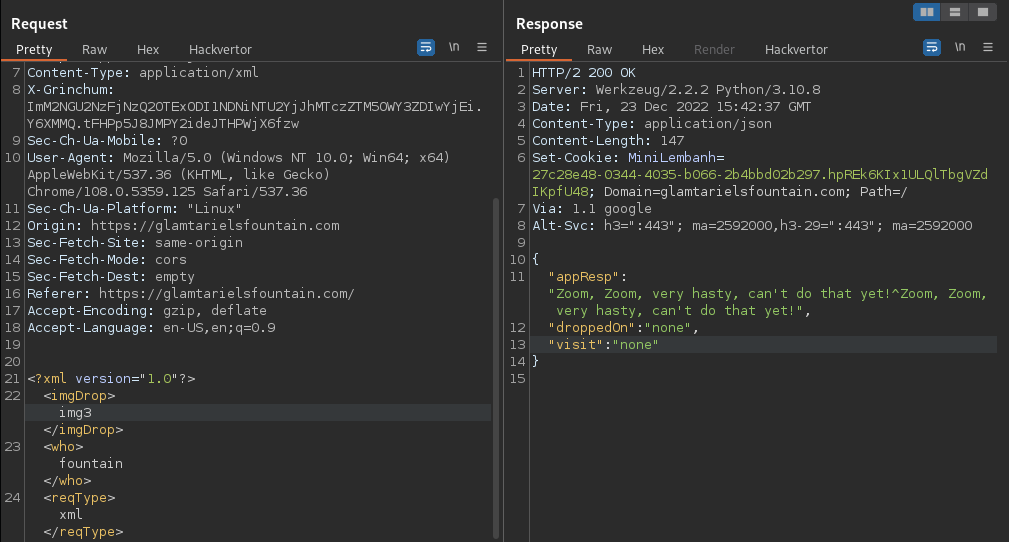 Request
Pretty Raw Hex Hackvertor \n
7 Content-Type: application/xml
8 X-Grinchum:
ImM2NGU2NzFjNzQ2OTExODI1NDNiNTU2YjJhMTczZTM5OWY3ZDIwYjEi.
Y6XMMQ.tFHPp5J8JMPY2ideJTHPWjX6fzw
9 Sec-Ch-Ua-Mobile: ?0
10 User-Agent: Mozilla/5.0 (Windows NT 10.0; Win64; x64)
AppleWebKit/537.36 (KHTML, like Gecko)
Chrome/108.0.5359.125 Safari/537.36
11 Sec-Ch-Ua-Platform: "Linux"
12 Origin: https://glamtarielsfountain.com
13 Sec-Fetch-Site: same-origin
14 Sec-Fetch-Mode: cors
15 Sec-Fetch-Dest: empty
16 Referer: https://glamtarielsfountain.com/
17 Accept-Encoding: gzip, deflate
18 Accept-Language: en-US,en;q=0.9
19
20
21 <?xml version="1.0"?>
22 <imgDrop>
img3
</imgDrop>
23 <who>
fountain
</who>
24 <reqType>
xml
</reqType>
Response
Pretty Raw Hex Render Hackvertor \n
1 HTTP/2 200 OK
2 Server: Werkzeug/2.2.2 Python/3.10.8
3 Date: Fri, 23 Dec 2022 15:42:37 GMT
4 Content-Type: application/json
5 Content-Length: 147
6 Set-Cookie: MiniLembanh=
27c28e48-0344-4035-b066-2b4bbd02b297.hpREk6KIx1ULQlTbgVZd
IKpfU48; Domain=glamtarielsfountain.com; Path=/
7 Via: 1.1 google
8 Alt-Svc: h3=":443"; ma=2592000,h3-29=":443"; ma=2592000
9
10 {
11 "appResp":
"Zoom, Zoom, very hasty, can't do that yet!^Zoom, Zoom,
very hasty, can't do that yet!",
12 "droppedOn":"none",
13 "visit":"none"
14 }
15